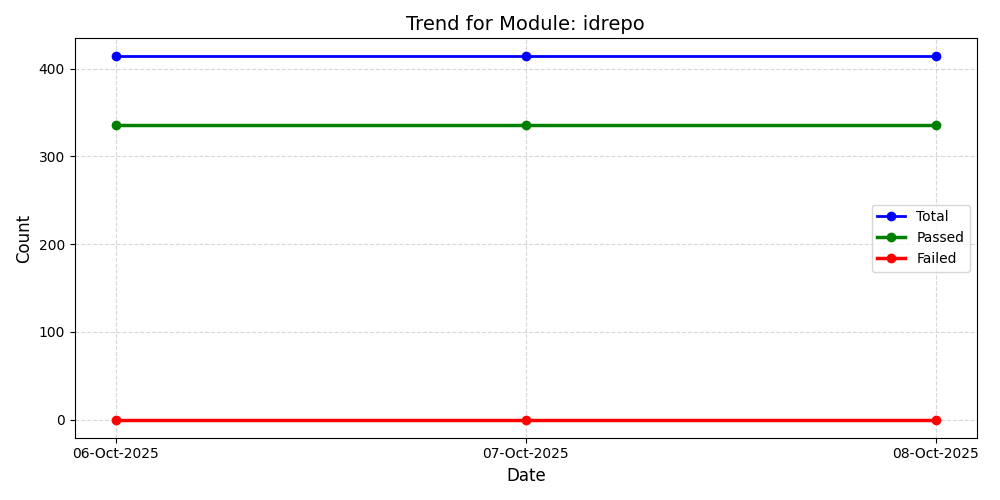 Trend for Module: idrepo
Count
400
300
200
100
0
Total
Passed
Failed
06-Oct-2025
07-Oct-2025
08-Oct-2025
Date